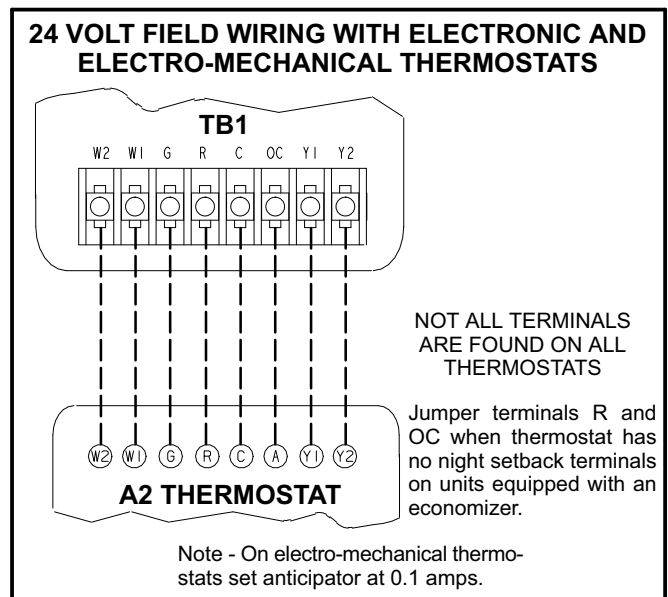 24 VOLT FIELD WIRING WITH ELECTRONIC AND
ELECTRO-MECHANICAL THERMOSTATS
TB1
W2 W1 G R C OC Y1 Y2
NOT ALL TERMINALS
ARE FOUND ON ALL
THERMOSTATS
Jumper terminals R and
OC when thermostat has
no night setback terminals
on units equipped with an
economizer.
W2 W1 G R C A Y1 Y2
A2 THERMOSTAT
Note - On electro-mechanical thermo-
stats set anticipator at 0.1 amps.